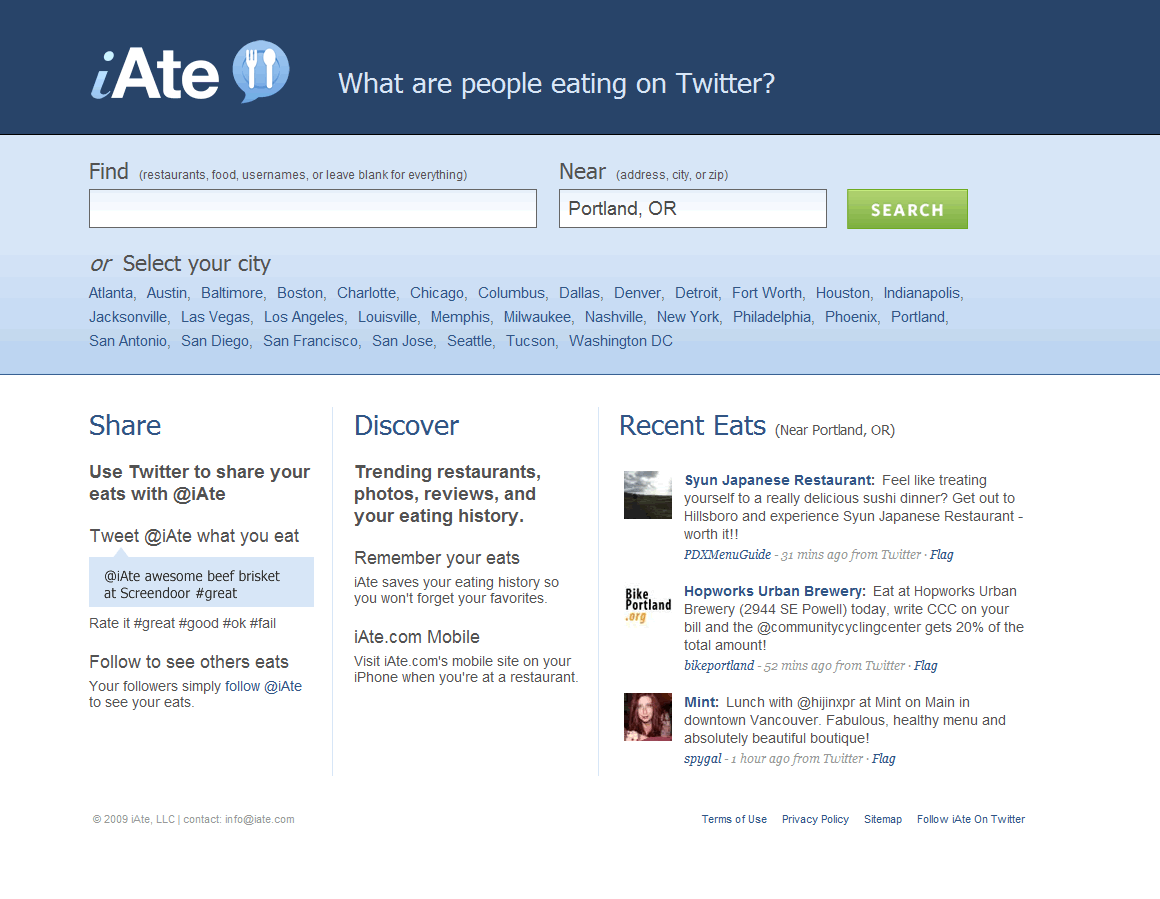 iAte
What are people eating on Twitter?
Find (restaurants, food, usernames, or leave blank for everything)
Near (address, city, or zip)
Portland, OR
SEARCH
or Select your city
Atlanta, Austin, Baltimore, Boston, Charlotte, Chicago, Columbus, Dallas, Denver, Detroit, Fort Worth, Houston, Indianapolis,
Jacksonville, Las Vegas, Los Angeles, Louisville, Memphis, Milwaukee, Nashville, New York, Philadelphia, Phoenix, Portland,
San Antonio, San Diego, San Francisco, San Jose, Seattle, Tucson, Washington DC
Share
Use Twitter to share your
eats with @iAte
Tweet @iAte what you eat
@iAte awesome beef brisket
at Screendoor #great
Rate it #great #good #ok #fail
Follow to see others eats
Your followers simply follow @iAte
to see your eats.
Discover
Trending restaurants,
photos, reviews, and
your eating history.
Remember your eats
iAte saves your eating history so
you won't forget your favorites.
iAte.com Mobile
Visit iAte.com's mobile site on your
iPhone when you're at a restaurant.
Recent Eats (Near Portland, OR)
Syun Japanese Restaurant: Feel like treating
yourself to a really delicious sushi dinner? Get out to
Hillsboro and experience Syun Japanese Restaurant -
worth it!!
PDXMenuGuide - 31 mins ago from Twitter · Flag
Bike
Portland
.org
Hopworks Urban Brewery: Eat at Hopworks Urban
Brewery (2944 SE Powell) today, write CCC on your
bill and the @communitycyclingcenter gets 20% of the
total amount!
bikeportland - 52 mins ago from Twitter · Flag
Mint: Lunch with @hijinxpr at Mint on Main in
downtown Vancouver. Fabulous, healthy menu and
absolutely beautiful boutique!
spygal - 1 hour ago from Twitter · Flag
© 2009 iAte, LLC | contact: info@iate.com
Terms of Use Privacy Policy Sitemap Follow iAte On Twitter